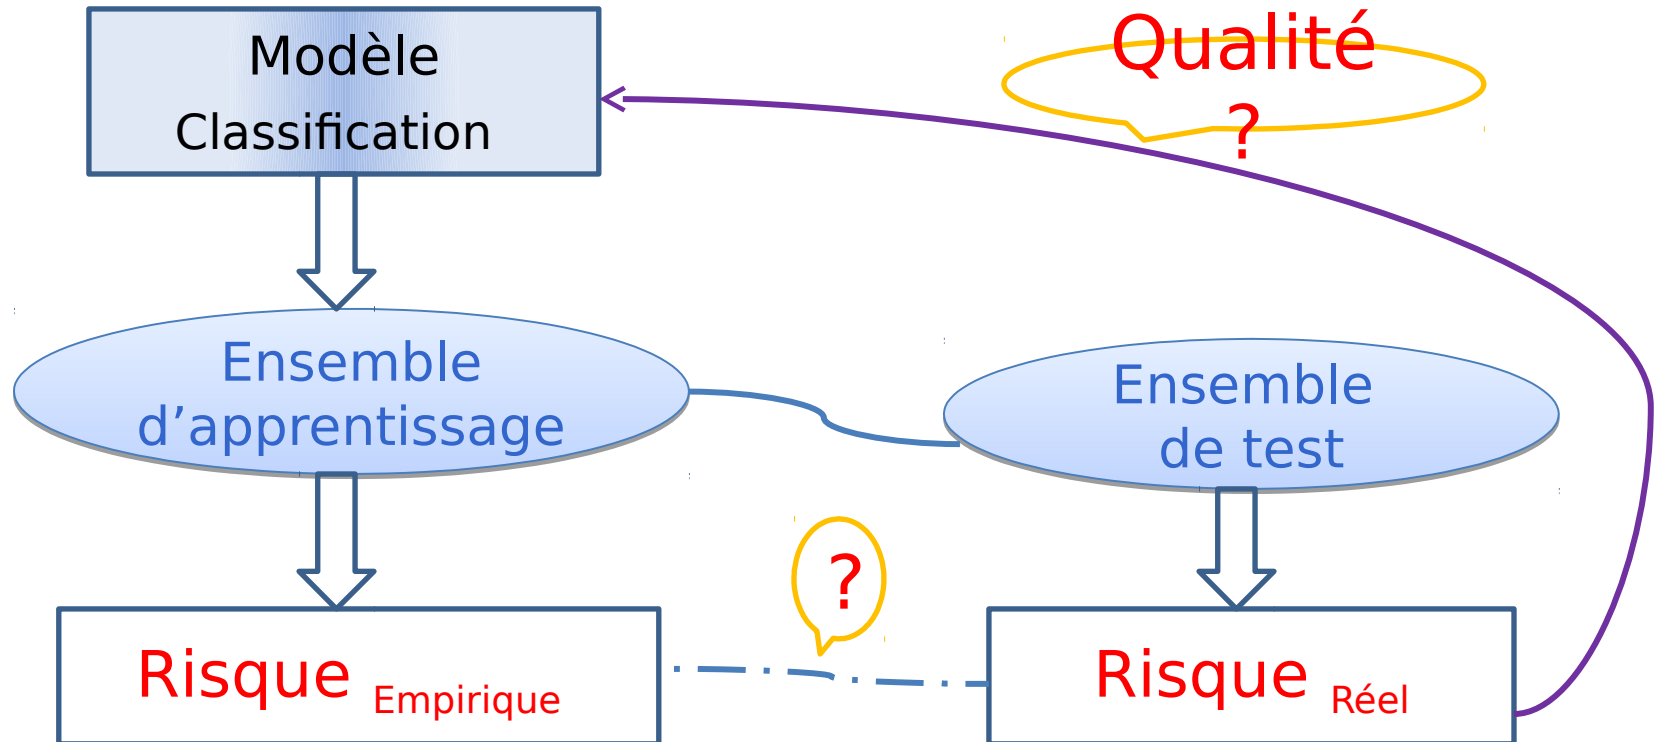 Modèle
Classification
Qualité
?
Ensemble
d’apprentissage
Ensemble
de test
?
Risque Empirique
Risque Réel